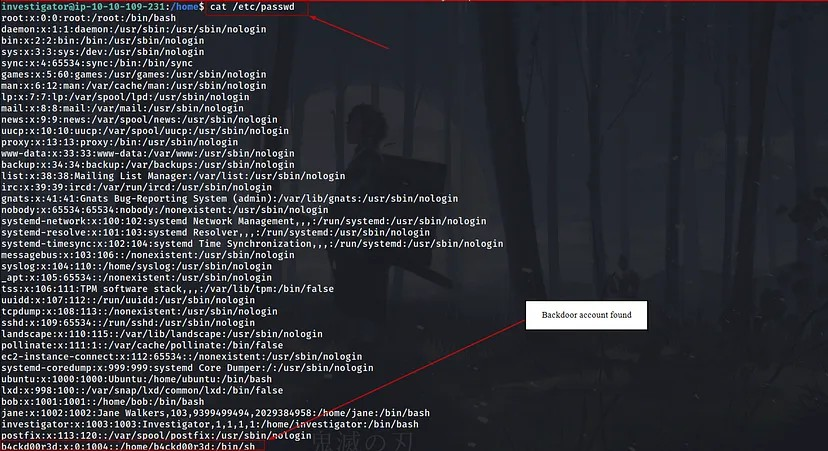 investigator@ip-10-10-109-231:/home$ cat /etc/passwd
root:x:0:0:root:/root:/bin/bash
daemon:x:1:1:daemon:/usr/sbin:/usr/sbin/nologin
bin:x:2:2:bin:/bin:/usr/sbin/nologin
sys:x:3:3:sys:/dev:/usr/sbin/nologin
sync:x:4:65534:sync:/bin:/bin/sync
games:x:5:60:games:/usr/games:/usr/sbin/nologin
man:x:6:12:man:/var/cache/man:/usr/sbin/nologin
lp:x:7:7:lp:/var/spool/lpd:/usr/sbin/nologin
mail:x:8:8:mail:/var/mail:/usr/sbin/nologin
news:x:9:9:news:/var/spool/news:/usr/sbin/nologin
uucp:x:10:10:uucp:/var/spool/uucp:/usr/sbin/nologin
proxy:x:13:13:proxy:/bin:/usr/sbin/nologin
www-data:x:33:33:www-data:/var/www:/usr/sbin/nologin
backup:x:34:34:backup:/var/backups:/usr/sbin/nologin
list:x:38:38:Mailing List Manager:/var/list:/usr/sbin/nologin
irc:x:39:39:ircd:/var/run/ircd:/usr/sbin/nologin
gnats:x:41:41:Gnats Bug-Reporting System (admin):/var/lib/gnats:/usr/sbin/nologin
nobody:x:65534:65534:nobody:/nonexistent:/usr/sbin/nologin
systemd-network:x:100:102:systemd Network Management,,,:/run/systemd:/usr/sbin/nologin
systemd-resolve:x:101:103:systemd Resolver,,,:/run/systemd:/usr/sbin/nologin
systemd-timesync:x:102:104:systemd Time Synchronization,,,:/run/systemd:/usr/sbin/nologin
messagebus:x:103:106::/nonexistent:/usr/sbin/nologin
syslog:x:104:110::/home/syslog:/usr/sbin/nologin
_apt:x:105:65534::/nonexistent:/usr/sbin/nologin
tss:x:106:111:TPM software stack,,,:/var/lib/tpm:/bin/false
uuidd:x:107:112::/run/uuidd:/usr/sbin/nologin
tcpdump:x:108:113::/nonexistent:/usr/sbin/nologin
sshd:x:109:65534::/run/sshd:/usr/sbin/nologin
landscape:x:110:115::/var/lib/landscape:/usr/sbin/nologin
pollinate:x:111:1::/var/cache/pollinate:/bin/false
Backdoor account found
ec2-instance-connect:x:112:65534::/nonexistent:/usr/sbin/nologin
systemd-coredump:x:999:999:systemd Core Dumper:/:/usr/sbin/nologin
ubuntu:x:1000:1000:Ubuntu:/home/ubuntu:/bin/bash
lxd:x:998:100::/var/snap/lxd/common/lxd:/bin/false
bob:x:1001:1001::/home/bob:/bin/bash
jane:x:1002:1002:Jane Walkers,103,9399499494,2029384958:/home/jane:/bin/bash
investigator:x:1003:1003:Investigator,1,1,1,1:/home/investigator:/bin/bash
postfix:x:113:120::/var/spool/postfix:/usr/sbin/nologin
b4ckd00r3d:x:0:1004::/home/b4ckd00r3d:/bin/sh
鬼滅の刃